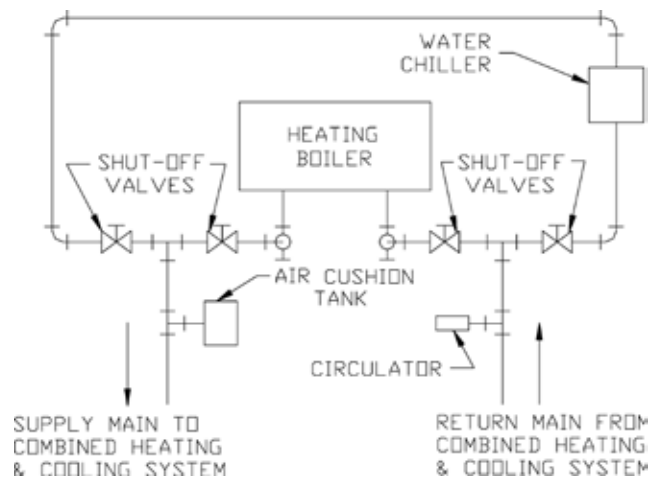 WATER
CHILLER
HEATING
BOILER
SHUT-OFF
VALVES
SHUT-OFF
VALVES
AIR CUSHION
TANK
CIRCULATOR
SUPPLY MAIN TO
COMBINED HEATING
& COOLING SYSTEM
RETURN MAIN FROM
COMBINED HEATING
& COOLING SYSTEM